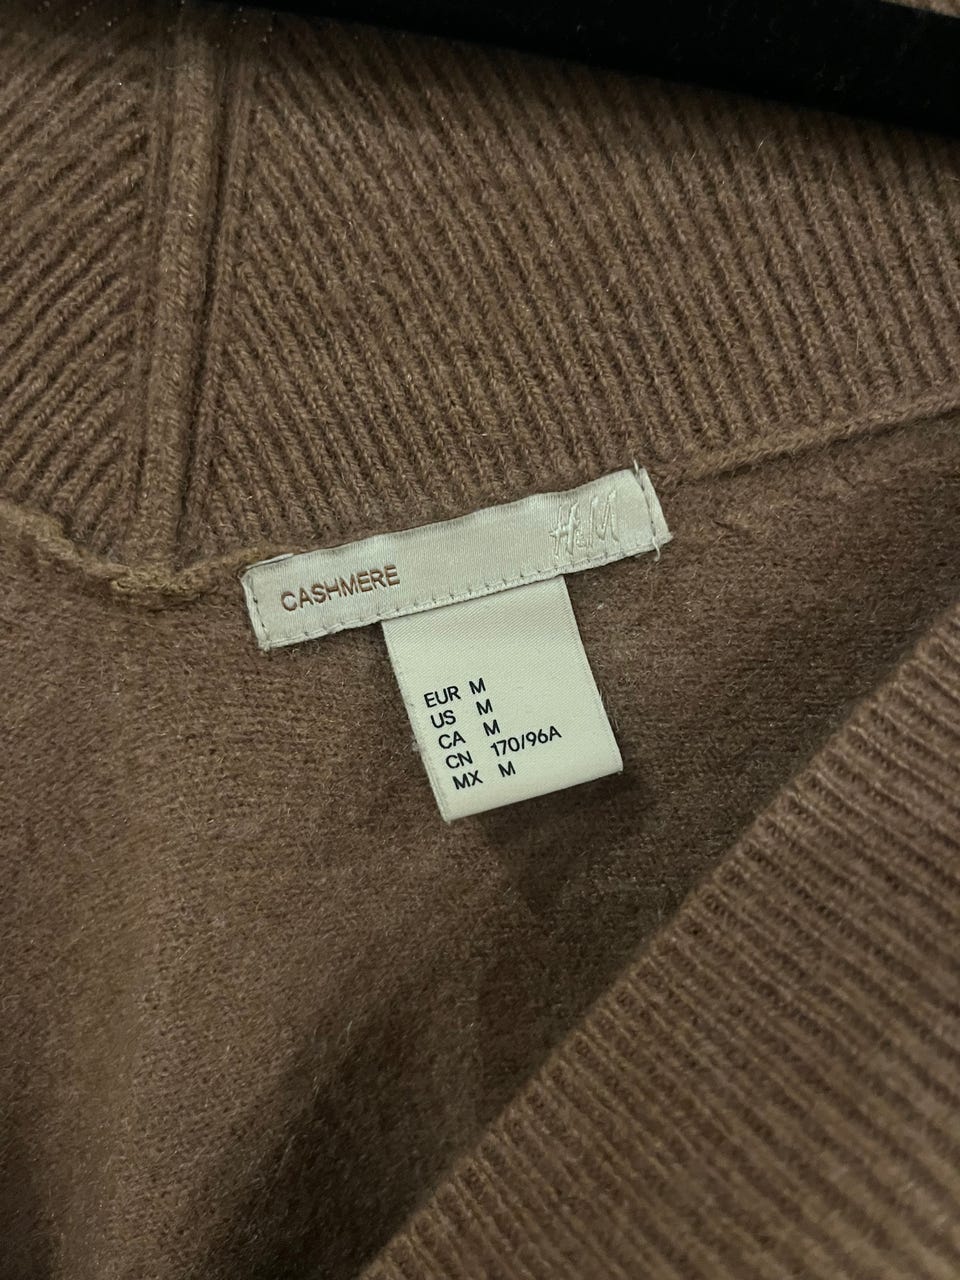 CASHMERE H&M
EUR M
US M
CA M
CN 170/96A
MX M